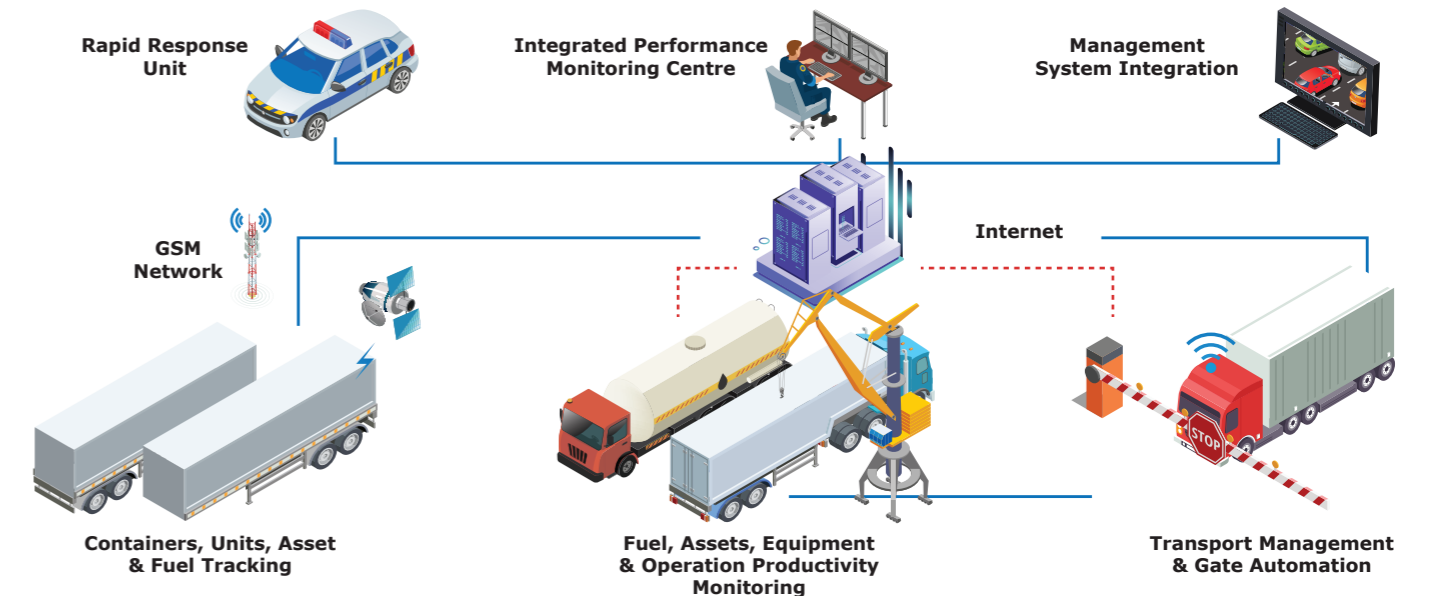 Rapid Response
Unit
Integrated Performance
Monitoring Centre
Management
System Integration
GSM
Network
Internet
STOP
Containers, Units, Asset
& Fuel Tracking
Fuel, Assets, Equipment
& Operation Productivity
Monitoring
Transport Management
& Gate Automation